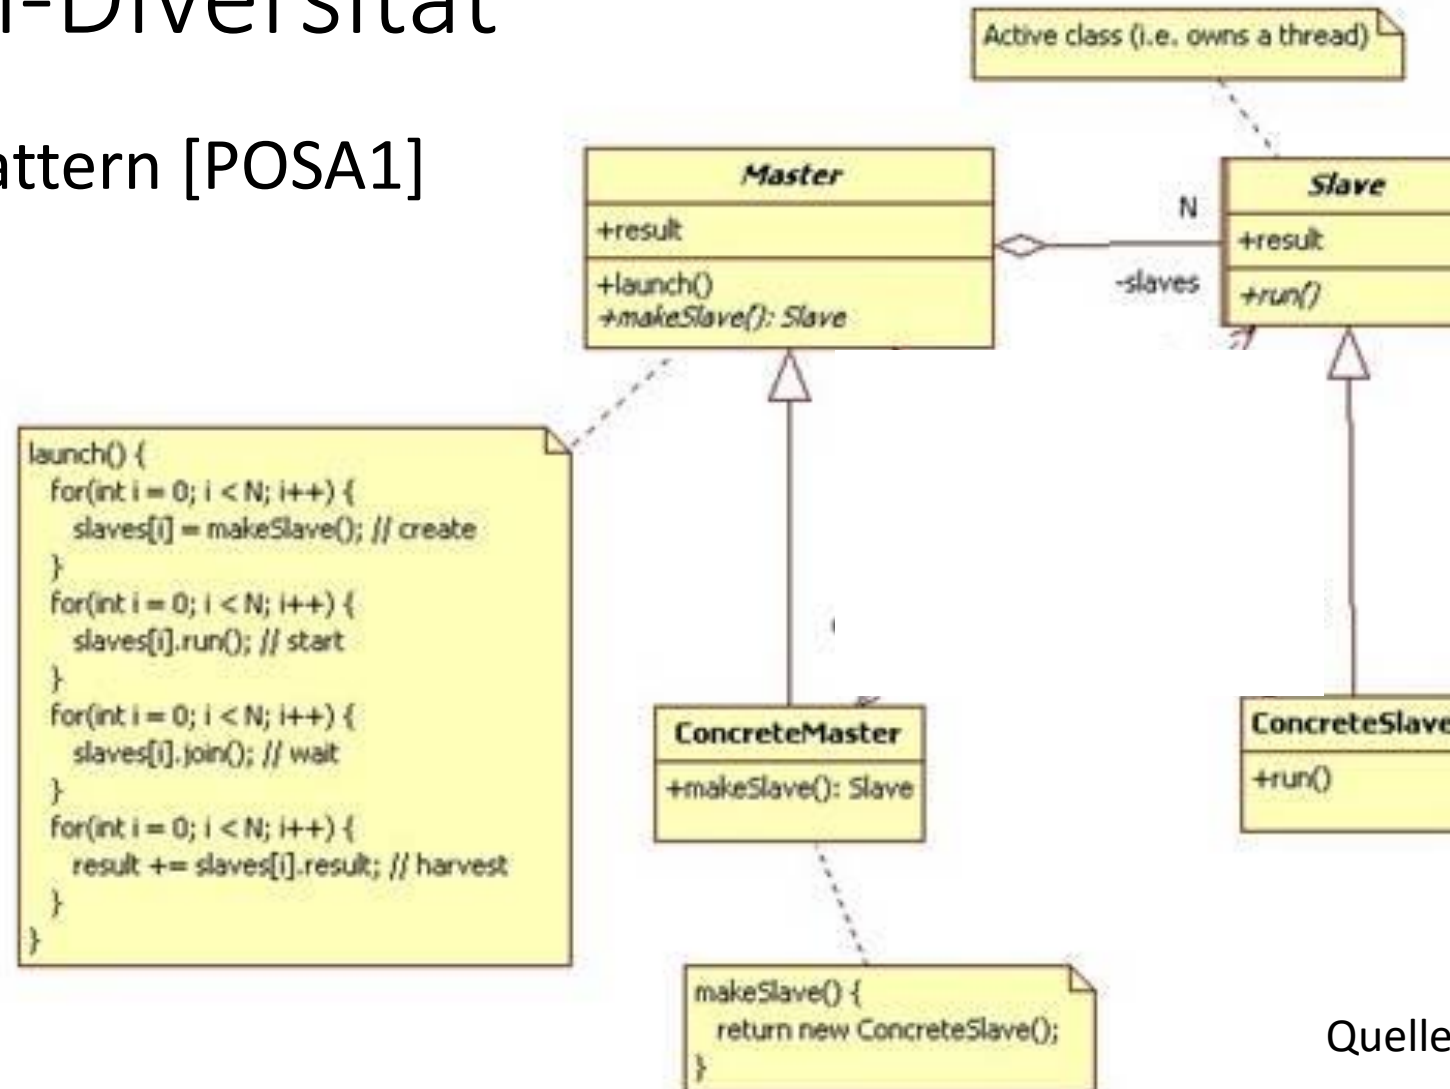 [POSA1]
Active class (i.e. owns a thread)
Master
+result
+launch()
+makeSlave(): Slave
N
-slaves
Slave
+result
+run()
launch() {
for(int i = 0; i < N; i++) {
slaves[i] = makeSlave(); // create
}
for(int i = 0; i < N; i++) {
slaves[i].run(); // start
}
for(int i = 0; i < N; i++) {
slaves[i].join(); // wait
}
for(int i = 0; i < N; i++) {
result += slaves[i].result; // harvest
}
}
ConcreteMaster
+makeSlave(): Slave
ConcreteSlave
+run()
makeSlave() {
return new ConcreteSlave();
}
Quelle